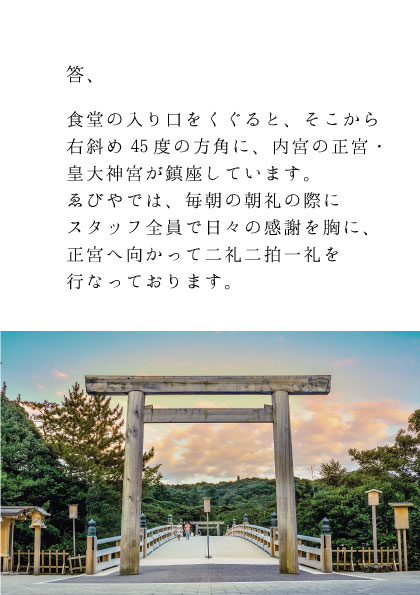 答、
食堂の入り口をくぐると、そこから
右斜め45度の方角に、内宮の正宮・
皇大神宮が鎮座しています。
ゑびやでは、毎朝の朝礼の際に
スタッフ全員で日々の感謝を胸に、
正宮へ向かって二礼二拍一礼を
行なっております。